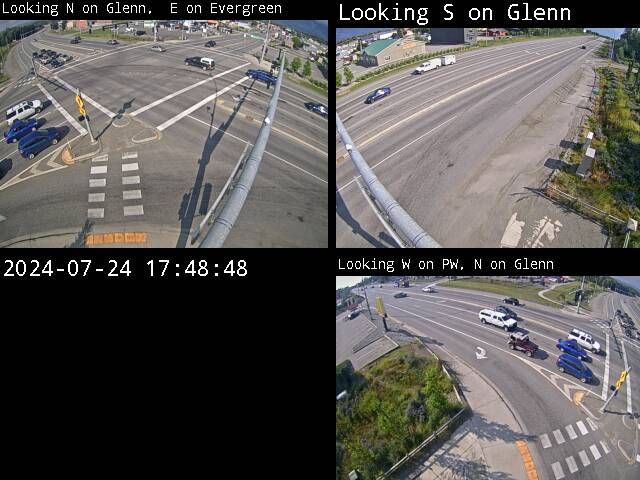 Looking N on Glenn,  E on Evergreen
Looking S on Glenn
2024-07-24 17:48:48
Looking W on PW, N on Glenn